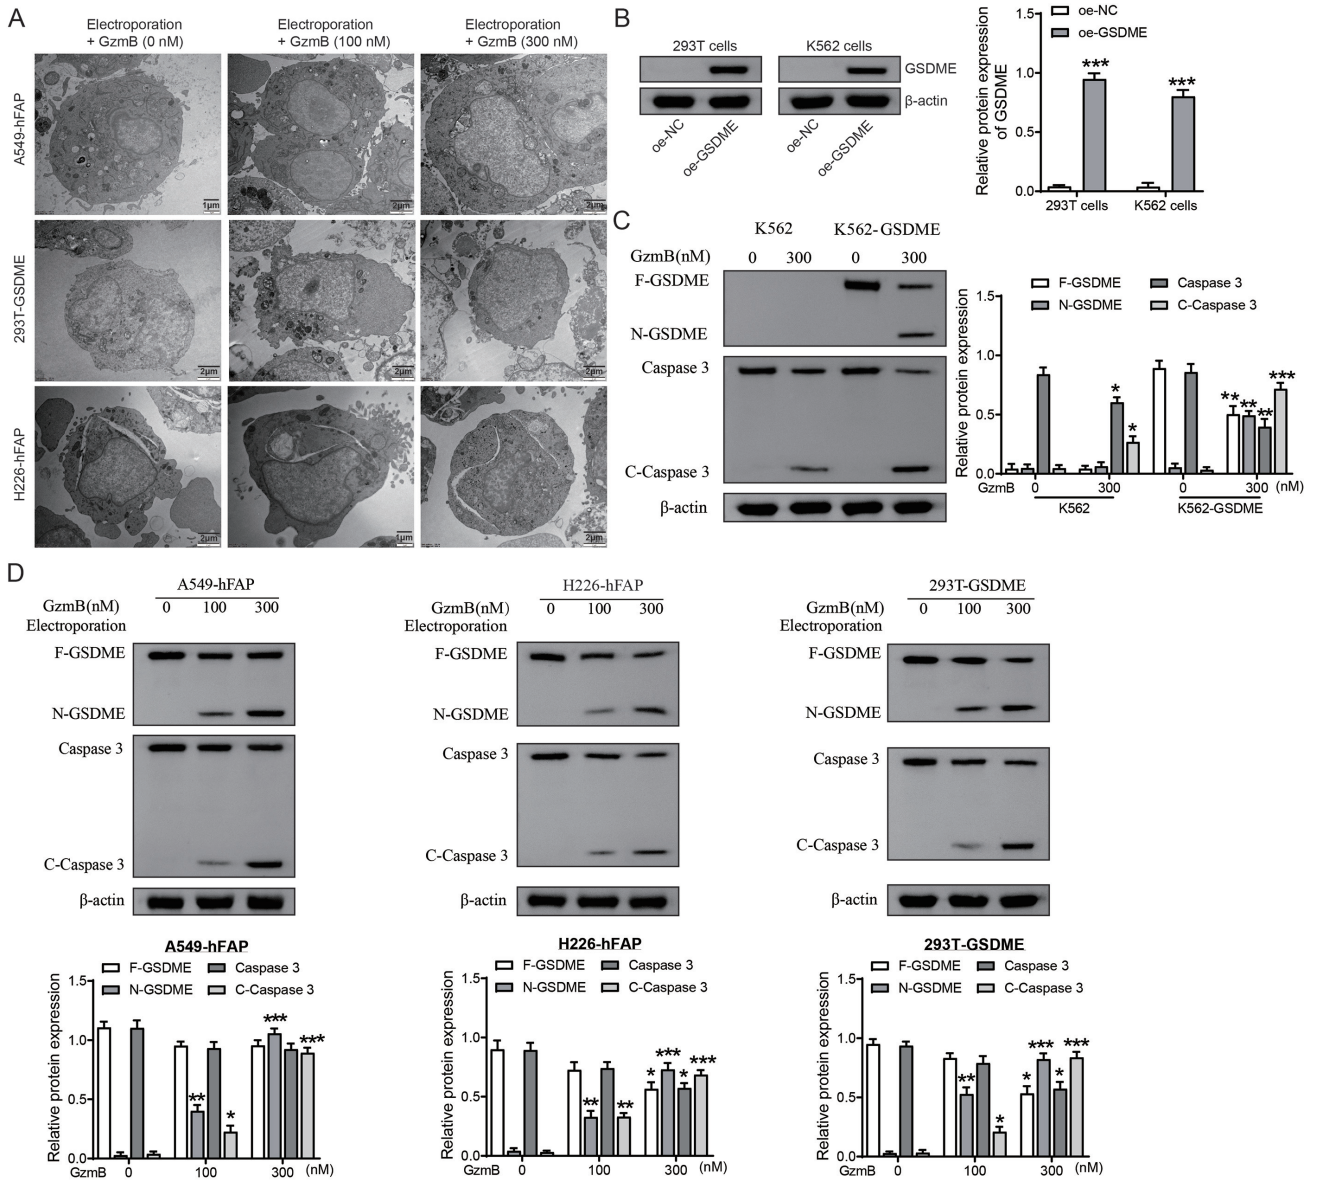 A
Electroporation
+ GzmB (0 nM)
Electroporation
+ GzmB (100 nM)
Electroporation
+ GzmB (300 nM)
A549-hFAP
1μm
2μm
2μm
293T-GSDME
2μm
2μm
2μm
H226-hFAP
2μm
1μm
2μm
B
293T cells
K562 cells
GSDME
β-actin
oe-NC
oe-GSDME
oe-NC
oe-GSDME
Relative protein expression
of GSDME
oe-NC
oe-GSDME
1.5
1.0
0.5
0.0
***
***
293T cells
K562 cells
C
K562
K562-GSDME
GzmB(nM)
0
300
0
300
F-GSDME
N-GSDME
Caspase 3
C-Caspase 3
β-actin
F-GSDME
Caspase 3
N-GSDME
C-Caspase 3
Relative protein expression
1.5
1.0
0.5
0.0
*
*
**
**
**
***
GzmB
0
300
0
300
(nM)
K562
K562-GSDME
D
A549-hFAP
GzmB(nM)
0
100
300
Electroporation
F-GSDME
N-GSDME
Caspase 3
C-Caspase 3
β-actin
H226-hFAP
GzmB(nM)
0
100
300
Electroporation
F-GSDME
N-GSDME
Caspase 3
C-Caspase 3
β-actin
293T-GSDME
GzmB(nM)
0
100
300
Electroporation
F-GSDME
N-GSDME
Caspase 3
C-Caspase 3
β-actin
A549-hFAP
F-GSDME
Caspase 3
N-GSDME
C-Caspase 3
Relative protein expression
1.5
1.0
0.5
0.0
**
*
***
***
GzmB
0
100
300
(nM)
H226-hFAP
F-GSDME
Caspase 3
N-GSDME
C-Caspase 3
Relative protein expression
1.5
1.0
0.5
0.0
**
**
*
***
*
***
GzmB
0
100
300
(nM)
293T-GSDME
F-GSDME
Caspase 3
N-GSDME
C-Caspase 3
Relative protein expression
1.5
1.0
0.5
0.0
**
*
*
***
*
***
GzmB
0
100
300
(nM)